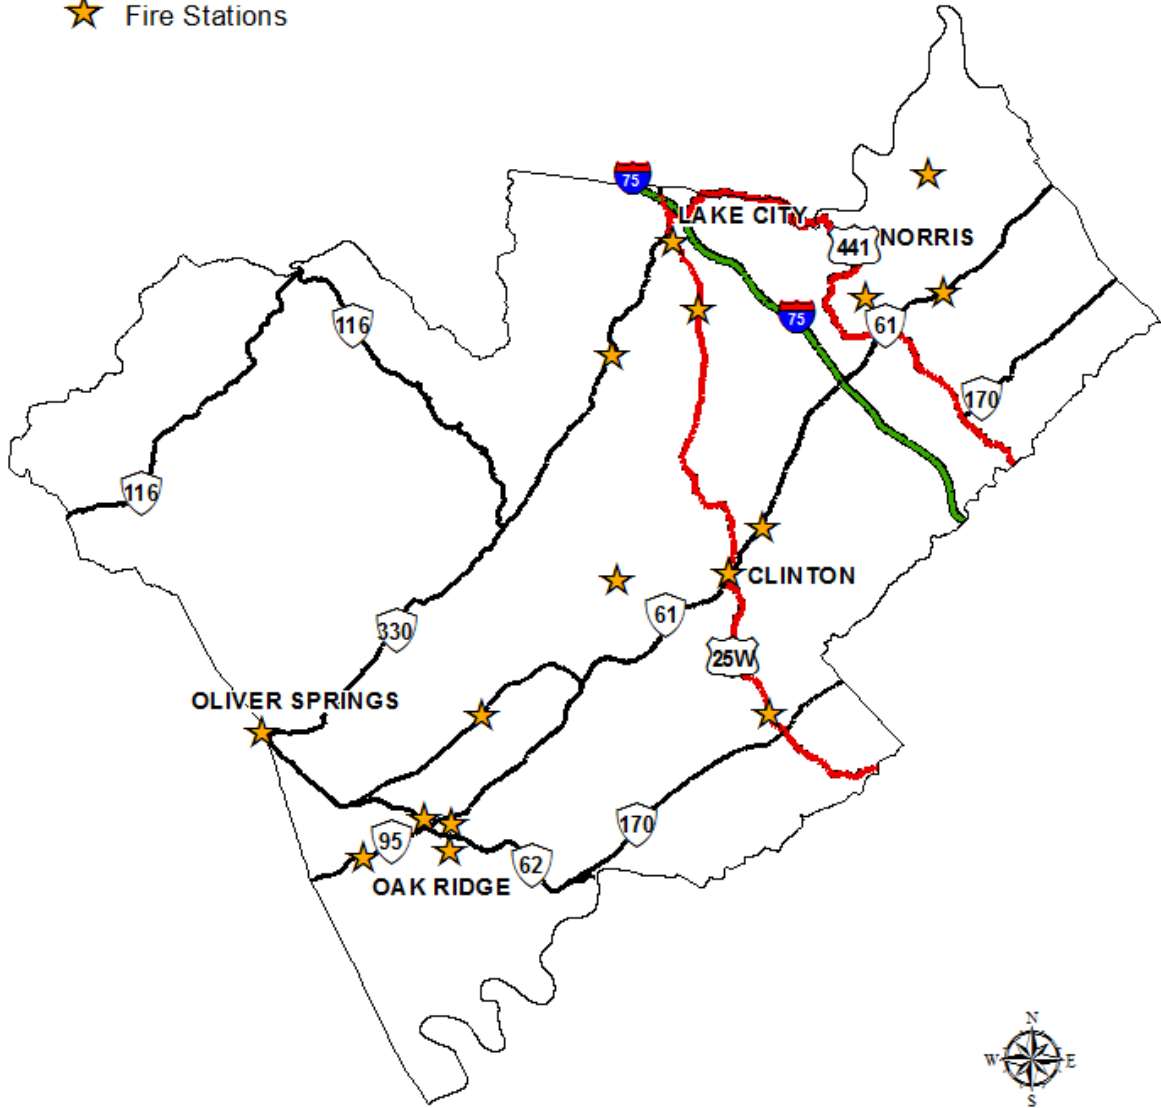 Fire Stations
75
LAKE CITY
441
NORRIS
116
75
61
170
116
CLINTON
330
61
25W
OLIVER SPRINGS
95
170
62
OAK RIDGE
N
W
E
S